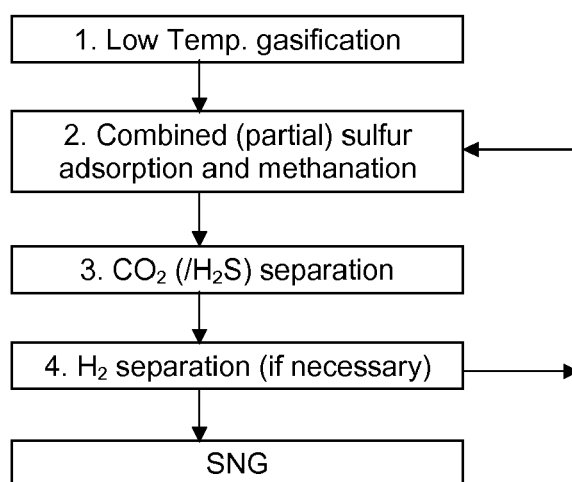 1. Low Temp. gasification
2. Combined (partial) sulfur
adsorption and methanation
3. CO₂ (/H₂S) separation
4. H₂ separation (if necessary)
SNG